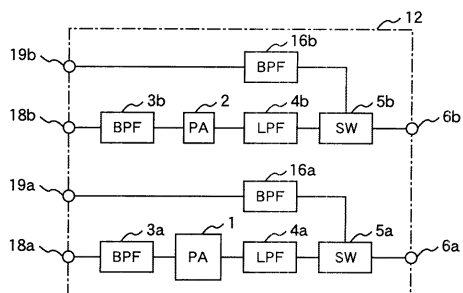 12
19b
16b
BPF
18b
3b
2
4b
5b
BPF
PA
LPF
SW
6b
19a
16a
BPF
18a
3a
1
4a
5a
BPF
PA
LPF
SW
6a